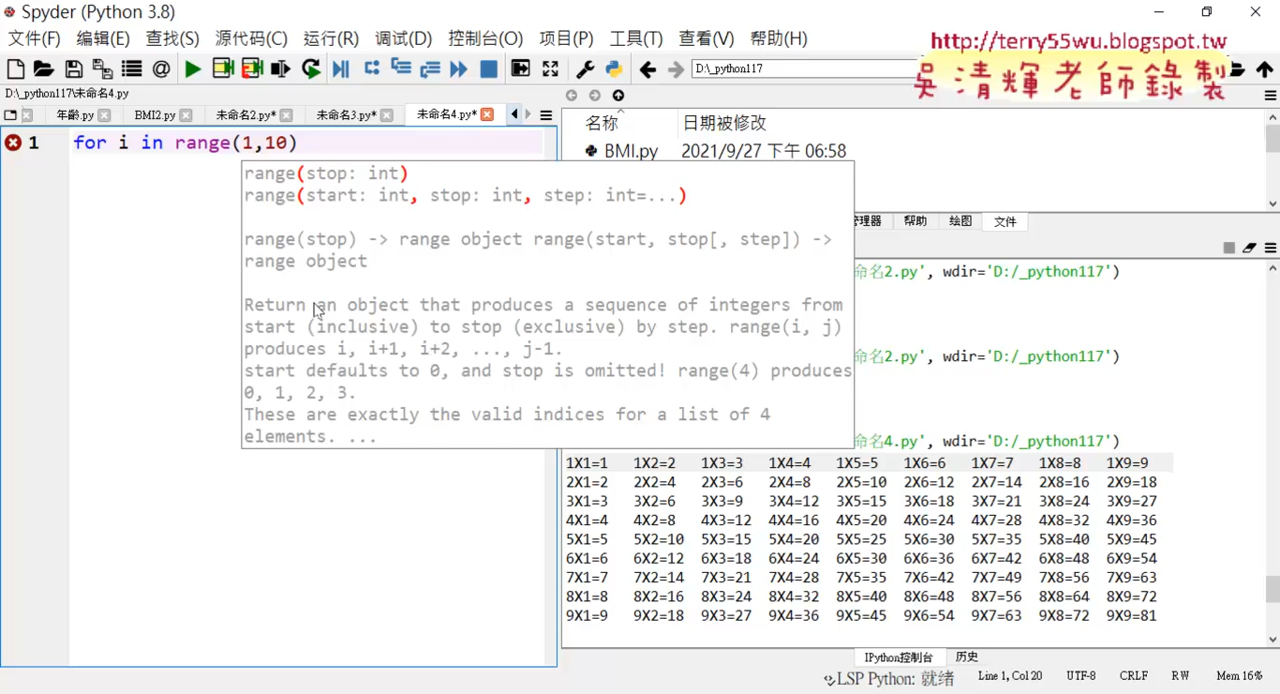 Spyder (Python 3.8)
文件(F) 编辑(E) 查找(S) 源代码(C) 运行(R) 调试(D) 控制台(O) 项目(P) 工具(T) 查看(V) 帮助(H)
http://terry55wu.blogspot.tw
吳清輝老師錄製
D:\_python117
D:\_python117\未命名4.py
年齡.py BMI2.py 未命名2.py* 未命名3.py* 未命名4.py*
1 for i in range(1,10)
名称 日期被修改
BMI.py 2021/9/27 下午 06:58
range(stop: int)
range(start: int, stop: int, step: int=...)
range(stop) -> range object range(start, stop[, step]) ->
range object
Return an object that produces a sequence of integers from
start (inclusive) to stop (exclusive) by step. range(i, j)
produces i, i+1, i+2, ..., j-1.
start defaults to 0, and stop is omitted! range(4) produces
0, 1, 2, 3.
These are exactly the valid indices for a list of 4
elements. ...
管理器 帮助 绘图 文件
命名2.py', wdir='D:/_python117')
命名2.py', wdir='D:/_python117')
命名4.py', wdir='D:/_python117')
1X1=1 1X2=2 1X3=3 1X4=4 1X5=5 1X6=6 1X7=7 1X8=8 1X9=9
2X1=2 2X2=4 2X3=6 2X4=8 2X5=10 2X6=12 2X7=14 2X8=16 2X9=18
3X1=3 3X2=6 3X3=9 3X4=12 3X5=15 3X6=18 3X7=21 3X8=24 3X9=27
4X1=4 4X2=8 4X3=12 4X4=16 4X5=20 4X6=24 4X7=28 4X8=32 4X9=36
5X1=5 5X2=10 5X3=15 5X4=20 5X5=25 5X6=30 5X7=35 5X8=40 5X9=45
6X1=6 6X2=12 6X3=18 6X4=24 6X5=30 6X6=36 6X7=42 6X8=48 6X9=54
7X1=7 7X2=14 7X3=21 7X4=28 7X5=35 7X6=42 7X7=49 7X8=56 7X9=63
8X1=8 8X2=16 8X3=24 8X4=32 8X5=40 8X6=48 8X7=56 8X8=64 8X9=72
9X1=9 9X2=18 9X3=27 9X4=36 9X5=45 9X6=54 9X7=63 9X8=72 9X9=81
IPython控制台 历史
LSP Python: 就绪 Line 1, Col 20 UTF-8 CRLF RW Mem 16%